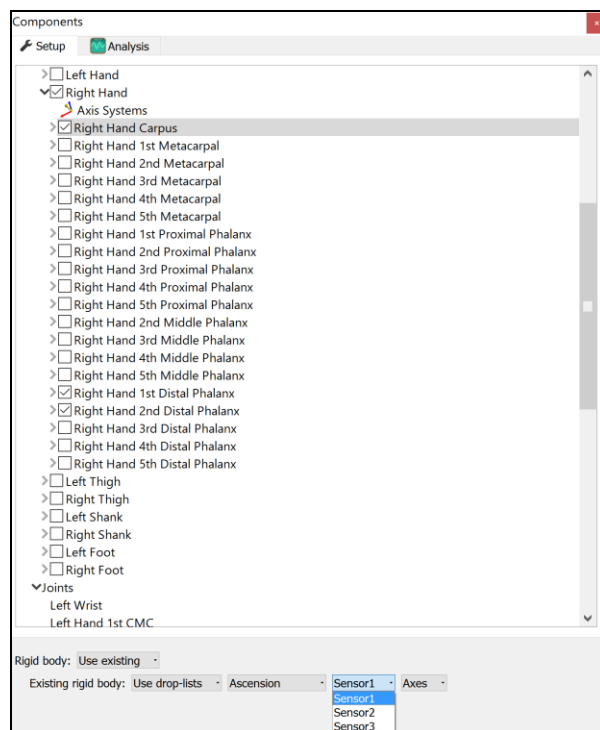 Components
Setup Analysis
Left Hand
Right Hand
Axis Systems
Right Hand Carpus
Right Hand 1st Metacarpal
Right Hand 2nd Metacarpal
Right Hand 3rd Metacarpal
Right Hand 4th Metacarpal
Right Hand 5th Metacarpal
Right Hand 1st Proximal Phalanx
Right Hand 2nd Proximal Phalanx
Right Hand 3rd Proximal Phalanx
Right Hand 4th Proximal Phalanx
Right Hand 5th Proximal Phalanx
Right Hand 2nd Middle Phalanx
Right Hand 3rd Middle Phalanx
Right Hand 4th Middle Phalanx
Right Hand 5th Middle Phalanx
Right Hand 1st Distal Phalanx
Right Hand 2nd Distal Phalanx
Right Hand 3rd Distal Phalanx
Right Hand 4th Distal Phalanx
Right Hand 5th Distal Phalanx
Left Thigh
Right Thigh
Left Shank
Right Shank
Left Foot
Right Foot
Joints
Left Wrist
Left Hand 1st CMC
Rigid body: Use existing
Existing rigid body: Use drop-lists Ascension Sensor1 Axes
Sensor1
Sensor2
Sensor3